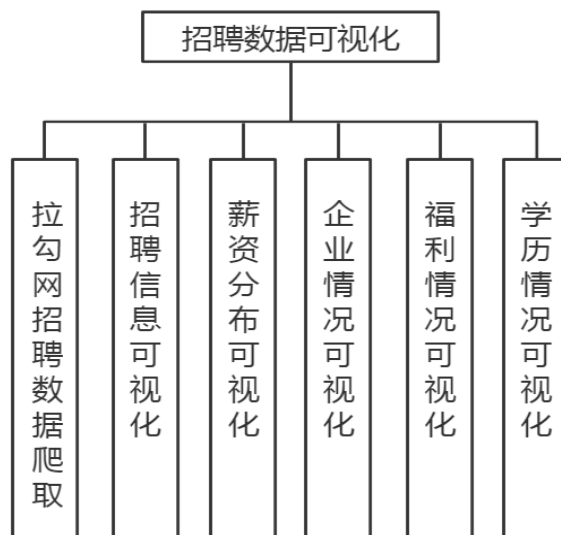 招聘数据可视化
拉勾网招聘数据爬取
招聘信息可视化
薪资分布可视化
企业情况可视化
福利情况可视化
学历情况可视化